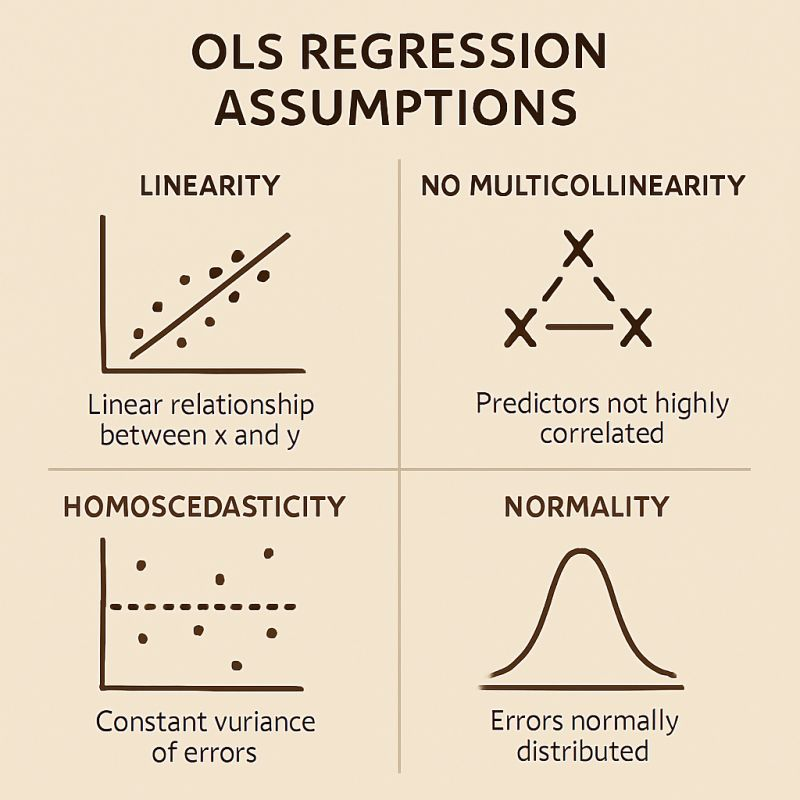 OLS REGRESSION
ASSUMPTIONS
LINEARITY
Linear relationship
between x and y
NO MULTICOLLINEARITY
X
X X
Predictors not highly
correlated
HOMOSCEDASTICITY
Constant vuriance
of errors
NORMALITY
Errors normally
distributed